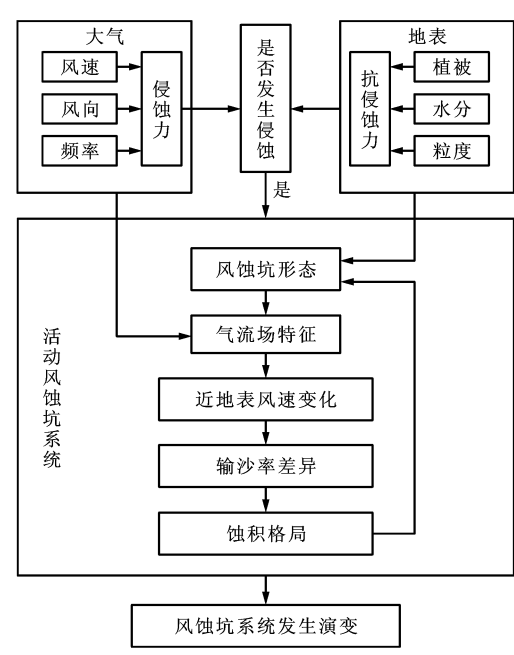 大气
风速
风向
频率
侵蚀力
是否发生侵蚀
地表
抗侵蚀力
植被
水分
粒度
是
活动风蚀坑系统
风蚀坑形态
气流场特征
近地表风速变化
输沙率差异
蚀积格局
风蚀坑系统发生演变